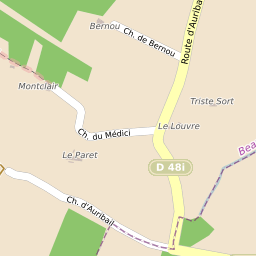 Bernou
Ch. de Bernou
Route d'Auribail
Montclair
Triste Sort
Ch. du Médici
Le Louvre
Le Paret
D 48i
Bea
Ch. d'Auribail